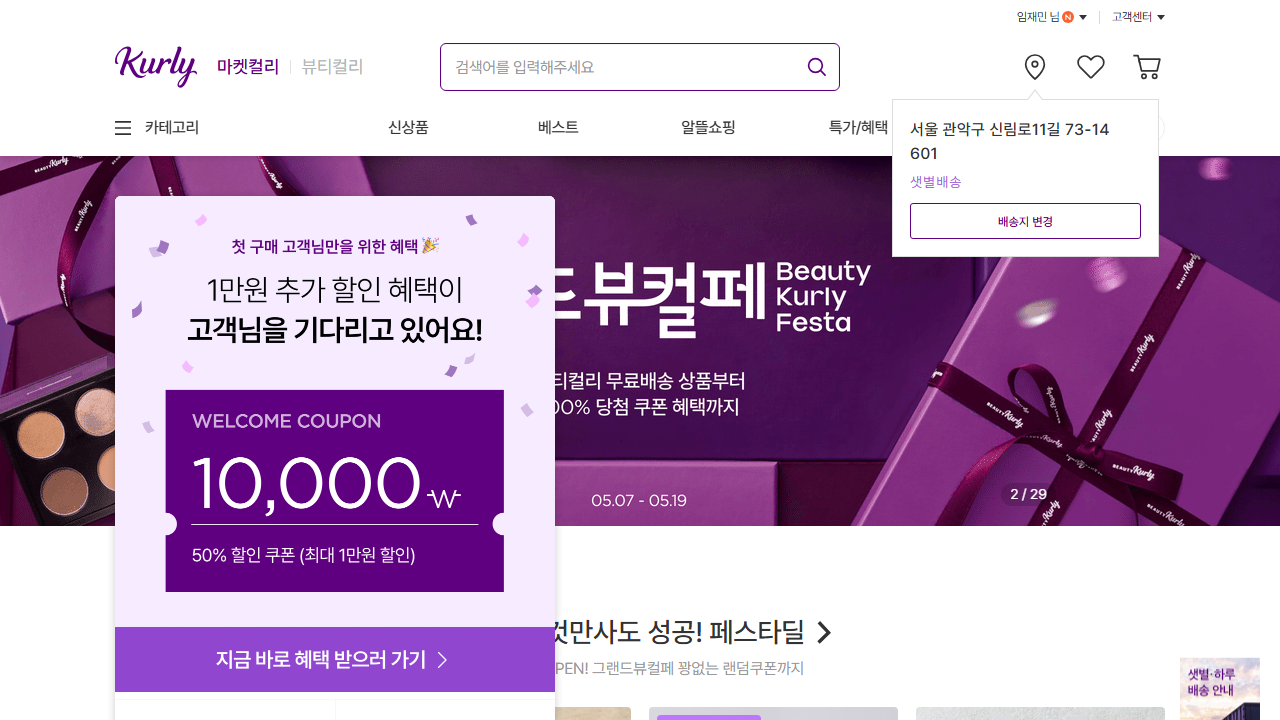 임재민 님 N
고객센터
Kurly
마켓컬리
뷰티컬리
검색어를 입력해주세요
카테고리
신상품
베스트
알뜰쇼핑
특가/혜택
서울 관악구 신림로11길 73-14
601
샛별배송
배송지 변경
첫 구매 고객님만을 위한 혜택
1만원 추가 할인 혜택이
고객님을 기다리고 있어요!
WELCOME COUPON
10,000₩
50% 할인 쿠폰 (최대 1만원 할인)
지금 바로 혜택 받으러 가기
드뷰컬페
Beauty
Kurly
Festa
티컬리 무료배송 상품부터
00% 당첨 쿠폰 혜택까지
05.07 - 05.19
2 / 29
BEAUTY Kurly
BEAUTY Kurly
BEAUTY Kurly
BEAUTY Kurly
BEAUTY Kurly
것만사도 성공! 페스타딜
PEN! 그랜드뷰컬페 꽝없는 랜덤쿠폰까지
샛별·하루
배송 안내